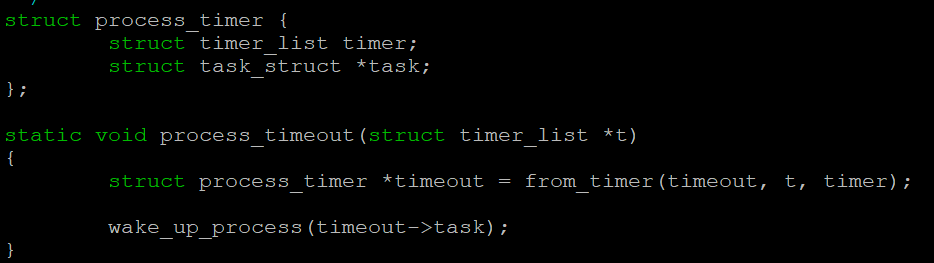 */
struct process_timer {
        struct timer_list timer;
        struct task_struct *task;
};

static void process_timeout(struct timer_list *t)
{
        struct process_timer *timeout = from_timer(timeout, t, timer);

        wake_up_process(timeout->task);
}